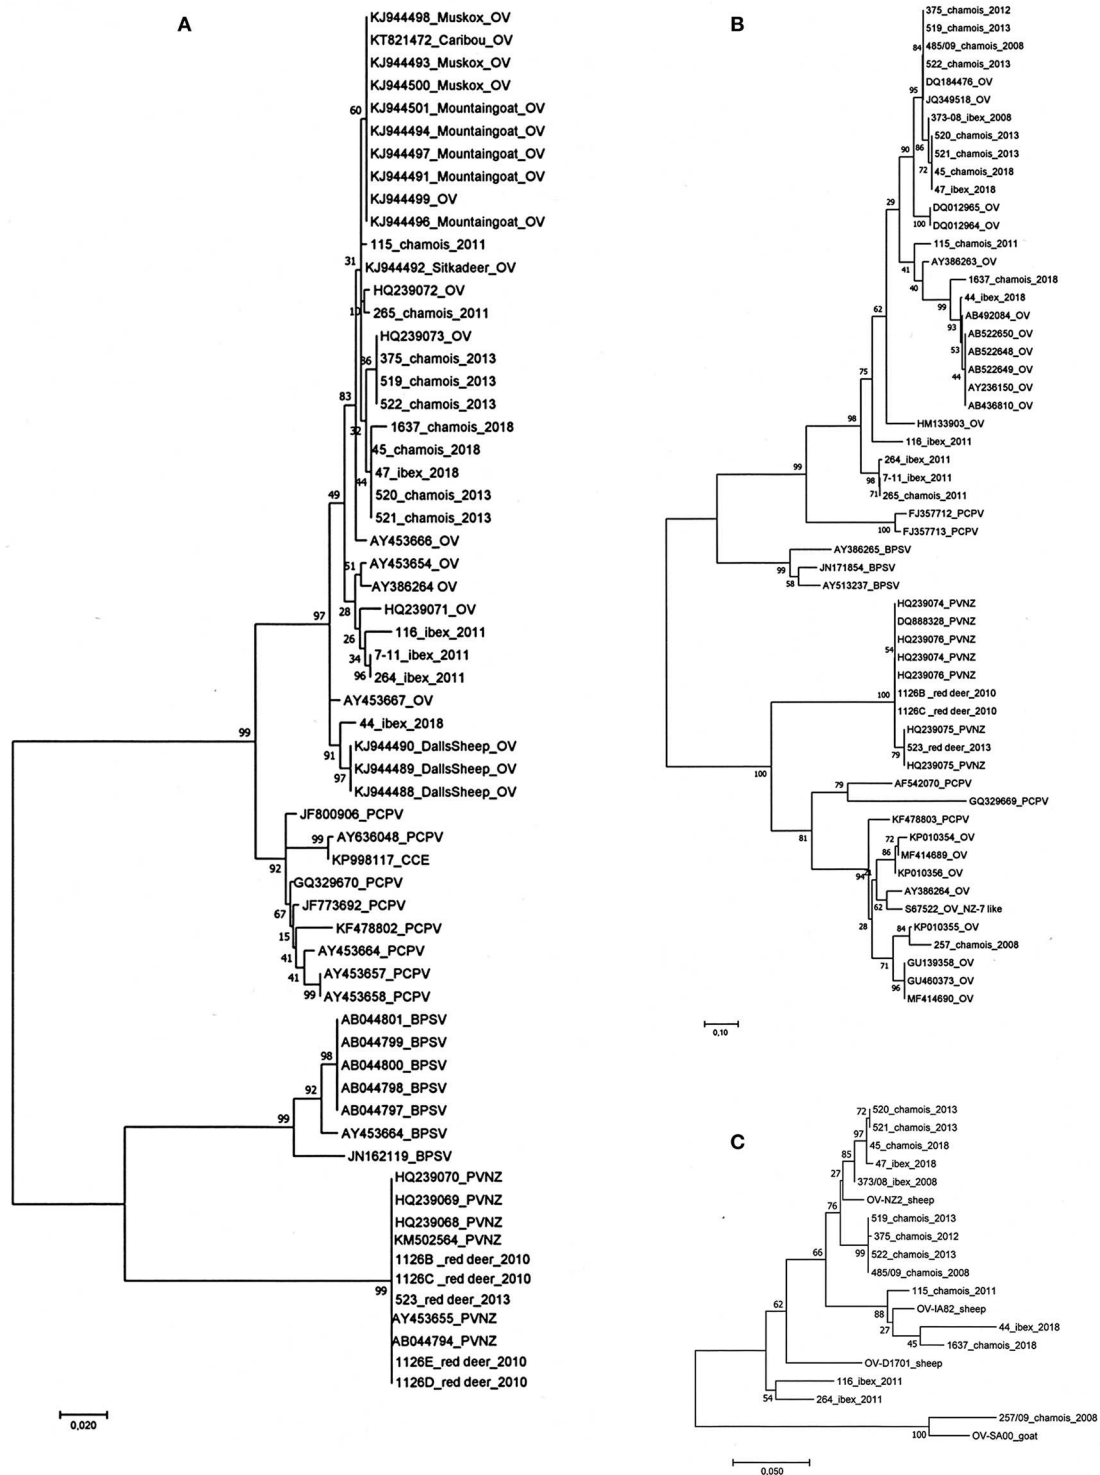 A
KJ944498_Muskox_OV
KT821472_Caribou_OV
KJ944493_Muskox_OV
KJ944500_Muskox_OV
60
KJ944501_Mountaingoat_OV
KJ944494_Mountaingoat_OV
KJ944497_Mountaingoat_OV
KJ944491_Mountaingoat_OV
KJ944499_OV
KJ944496_Mountaingoat_OV
115_chamois_2011
31
KJ944492_Sitkadeer_OV
HQ239072_OV
10
265_chamois_2011
HQ239073_OV
86
375_chamois_2013
519_chamois_2013
83
522_chamois_2013
32
1637_chamois_2018
45_chamois_2018
47_ibex_2018
44
49
520_chamois_2013
521_chamois_2013
AY453666_OV
51
AY453654_OV
AY386264 OV
28
HQ239071_OV
97
26
116_ibex_2011
34
7-11_ibex_2011
96
264_ibex_2011
AY453667_OV
44_ibex_2018
99
91
KJ944490_DallsSheep_OV
97
KJ944489_DallsSheep_OV
KJ944488_DallsSheep_OV
JF800906_PCPV
99
AY636048_PCPV
KP998117_CCE
92
GQ329670_PCPV
67
JF773692_PCPV
15
KF478802_PCPV
41
AY453664_PCPV
41
AY453657_PCPV
99
AY453658_PCPV
AB044801_BPSV
AB044799_BPSV
98
AB044800_BPSV
92
AB044798_BPSV
AB044797_BPSV
99
AY453664_BPSV
JN162119_BPSV
HQ239070_PVNZ
HQ239069_PVNZ
HQ239068_PVNZ
KM502564_PVNZ
1126B _red deer_2010
1126C _red deer_2010
99
523_red deer_2013
AY453655_PVNZ
AB044794_PVNZ
1126E_red deer_2010
1126D_red deer_2010
0,020
B
375_chamois_2012
519_chamois_2013
84
485/09_chamois_2008
522_chamois_2013
DQ184476_OV
95
JQ349518_OV
373-08_ibex_2008
520_chamois_2013
90
86
521_chamois_2013
72
45_chamois_2018
47_ibex_2018
29
DQ012965_OV
100
DQ012964_OV
115_chamois_2011
41
AY386263_OV
40
1637_chamois_2018
44_ibex_2018
99
62
AB492084_OV
93
AB522650_OV
53
AB522648_OV
75
44
AB522649_OV
AY236150_OV
AB436810_OV
98
HM133903_OV
116_ibex_2011
99
264_ibex_2011
98
7-11_ibex_2011
71
265_chamois_2011
FJ357712_PCPV
100
FJ357713_PCPV
AY386265_BPSV
99
JN171854_BPSV
58
AY513237_BPSV
HQ239074_PVNZ
DQ888328_PVNZ
HQ239076_PVNZ
54
HQ239074_PVNZ
HQ239076_PVNZ
100
1126B _red deer_2010
1126C _red deer_2010
HQ239075_PVNZ
523_red deer_2013
79
HQ239075_PVNZ
100
79
AF542070_PCPV
GQ329669_PCPV
KF478803_PCPV
81
72
KP010354_OV
86
MF414689_OV
94
KP010356_OV
AY386264_OV
62
S67522_OV_NZ-7 like
28
84
KP010355_OV
257_chamois_2008
71
GU139358_OV
GU460373_OV
96
MF414690_OV
0,10
C
72
520_chamois_2013
521_chamois_2013
97
45_chamois_2018
85
47_ibex_2018
27
373/08_ibex_2008
OV-NZ2_sheep
76
519_chamois_2013
375_chamois_2012
66
99
522_chamois_2013
485/09_chamois_2008
115_chamois_2011
62
88
OV-IA82_sheep
27
44_ibex_2018
45
1637_chamois_2018
OV-D1701_sheep
116_ibex_2011
54
264_ibex_2011
257/09_chamois_2008
100
OV-SA00_goat
0.050